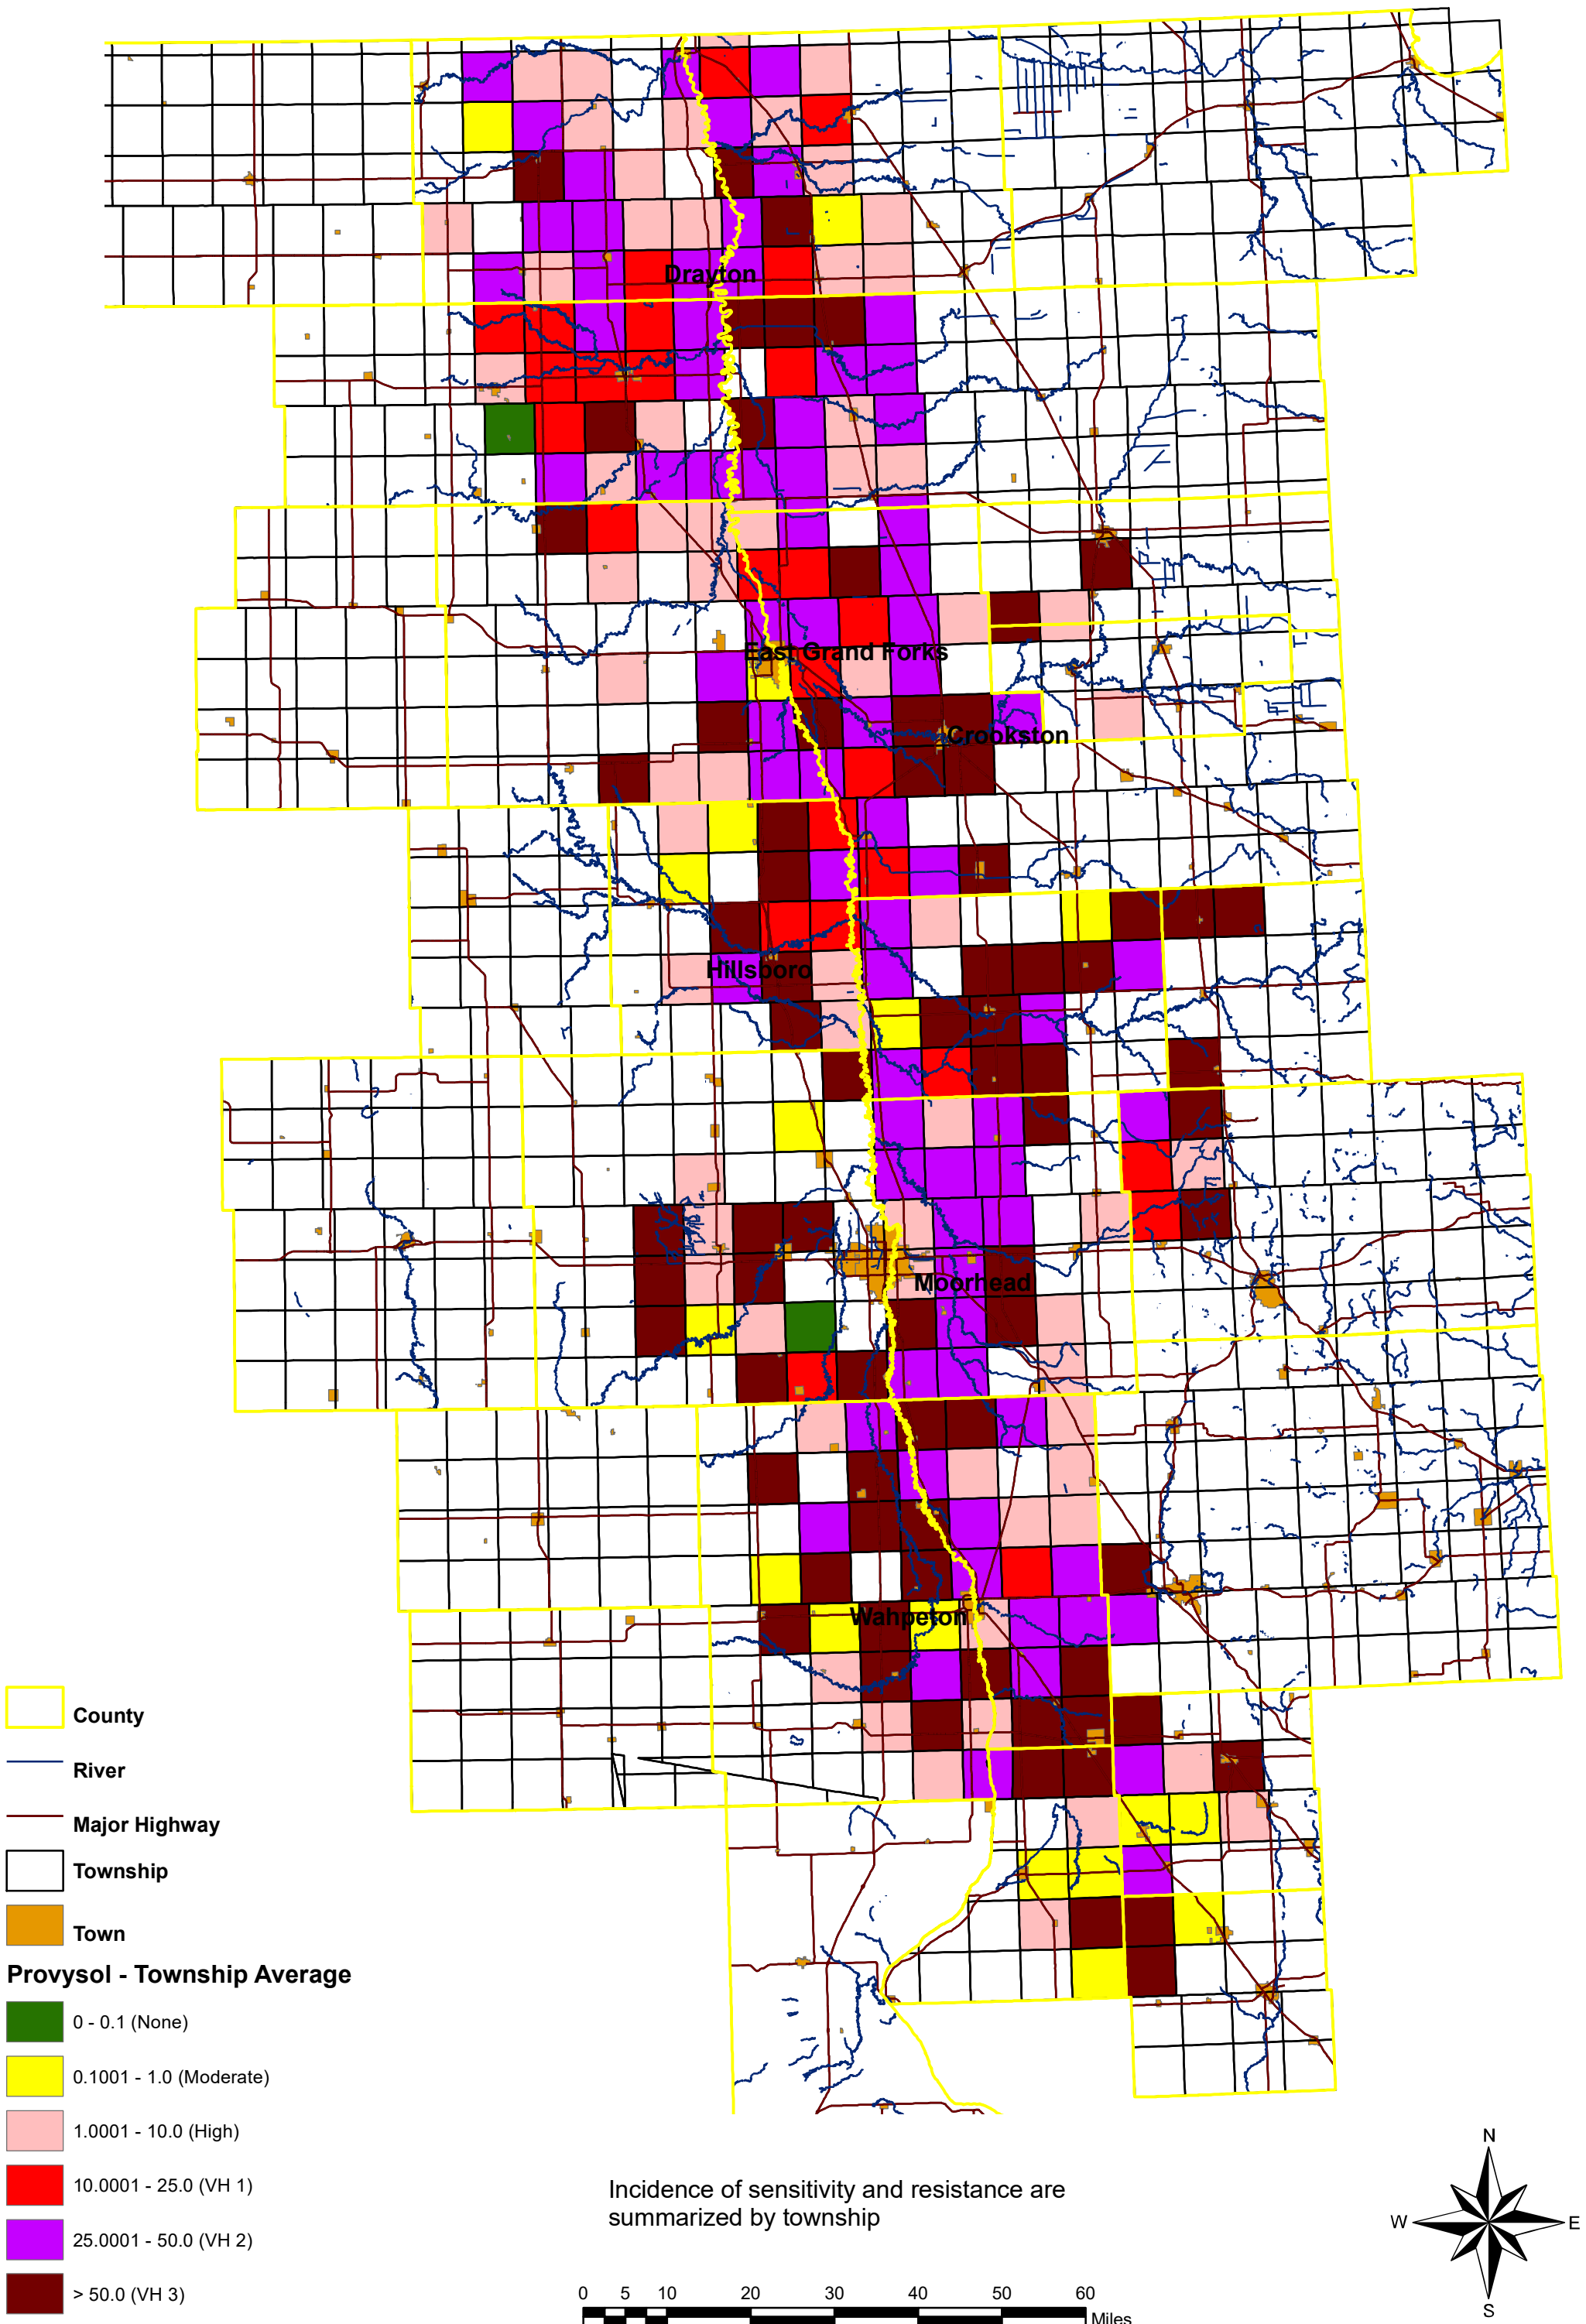 Drayton
East Grand Forks
Crookston
Hillsboro
Moorhead
Wahpeton
County
River
Major Highway
Township
Town
Provysol - Township Average
0 - 0.1 (None)
0.1001 - 1.0 (Moderate)
1.0001 - 10.0 (High)
10.0001 - 25.0 (VH 1)
25.0001 - 50.0 (VH 2)
> 50.0 (VH 3)
Incidence of sensitivity and resistance are
summarized by township
0 5 10 20 30 40 50 60
Miles
N
W E
S